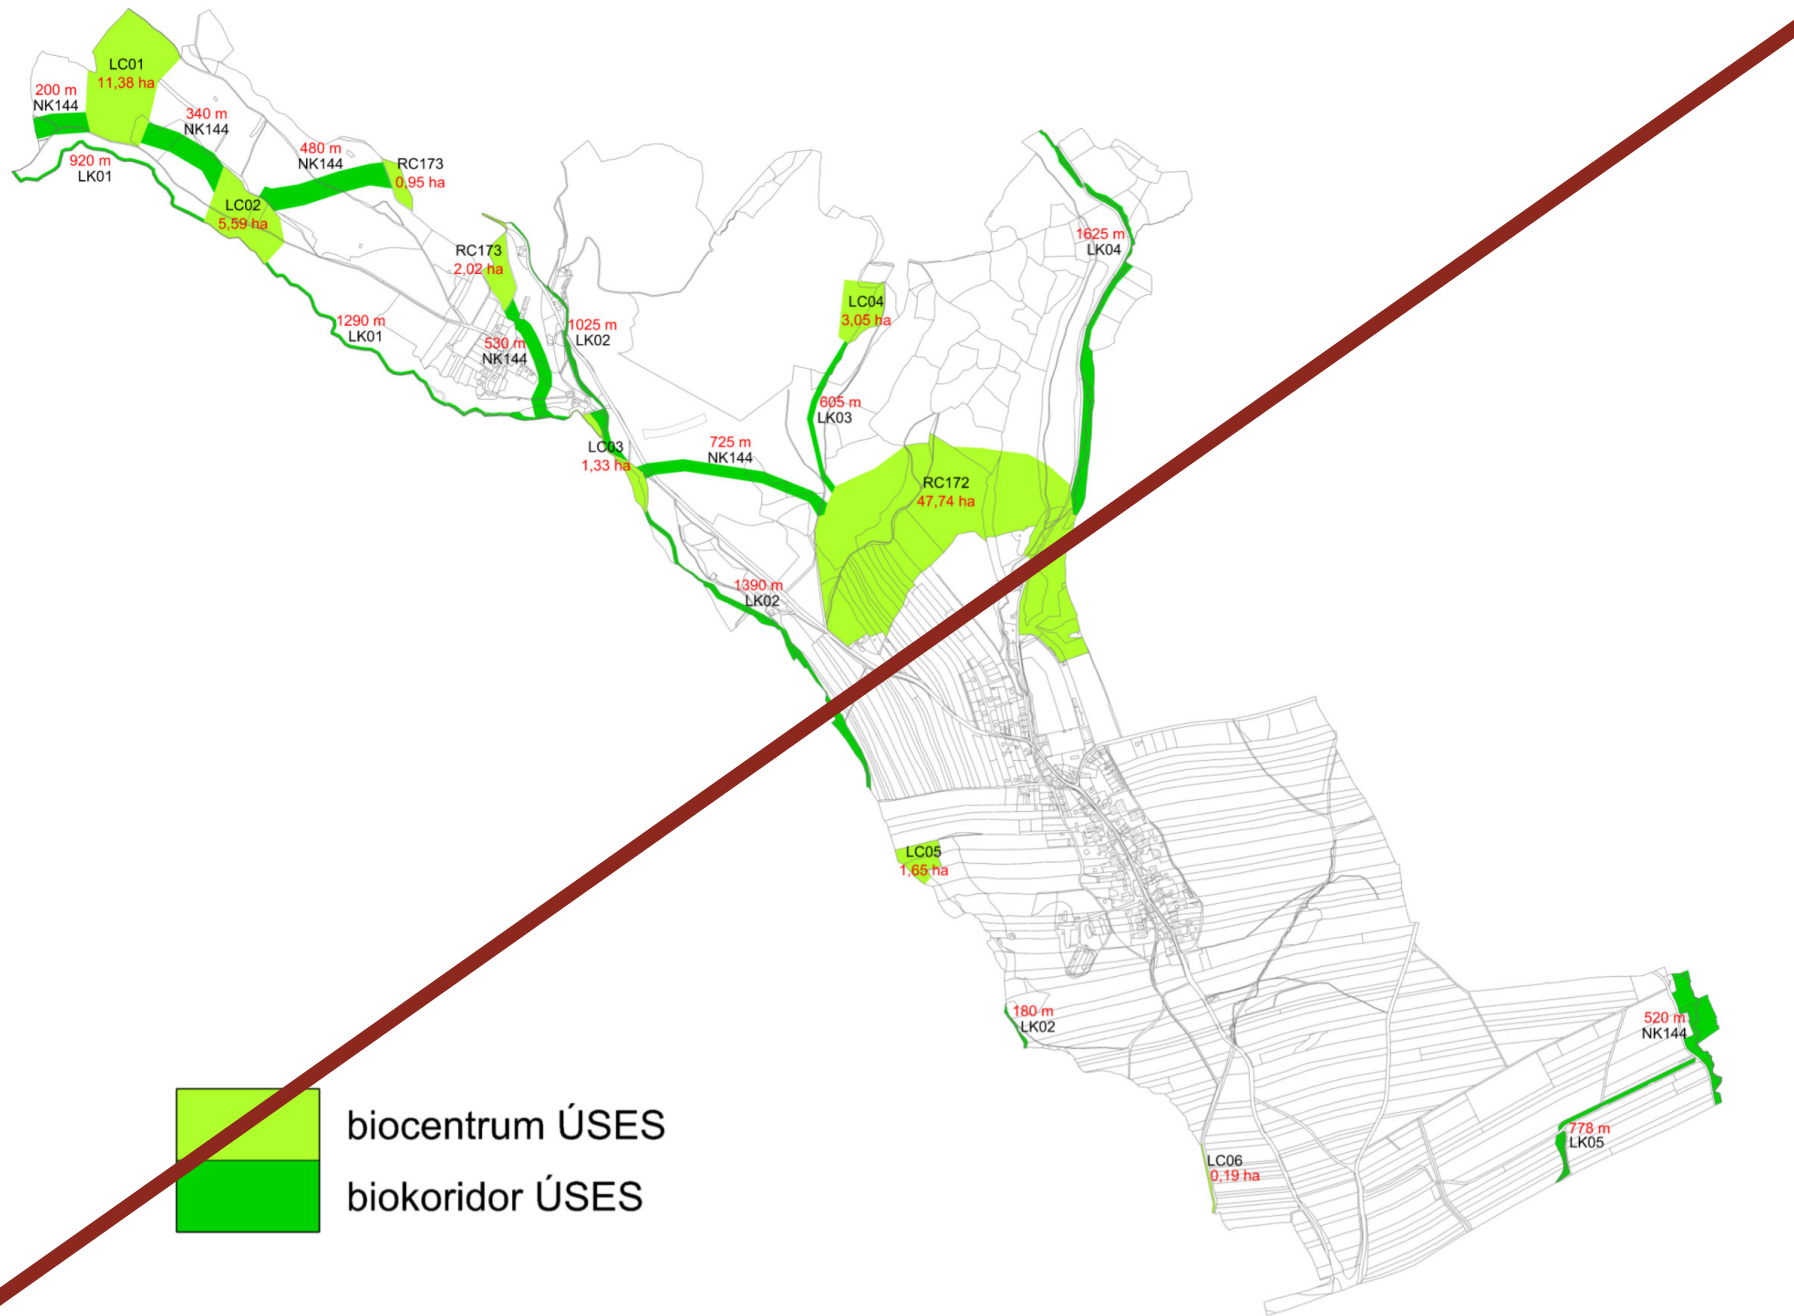 LC01
11,38 ha
200 m
NK144
340 m
NK144
920 m
LK01
480 m
NK144
RC173
0,95 ha
LC02
5,59 ha
RC173
2,02 ha
1625 m
LK04
LC04
3,05 ha
1290 m
LK01
1025 m
LK02
530 m
NK144
605 m
LK03
LC03
1,33 ha
725 m
NK144
RC172
47,74 ha
1390 m
LK02
LC05
1,65 ha
180 m
LK02
520 m
NK144
778 m
LK05
LC06
0,19 ha
biocentrum ÚSES
biokoridor ÚSES